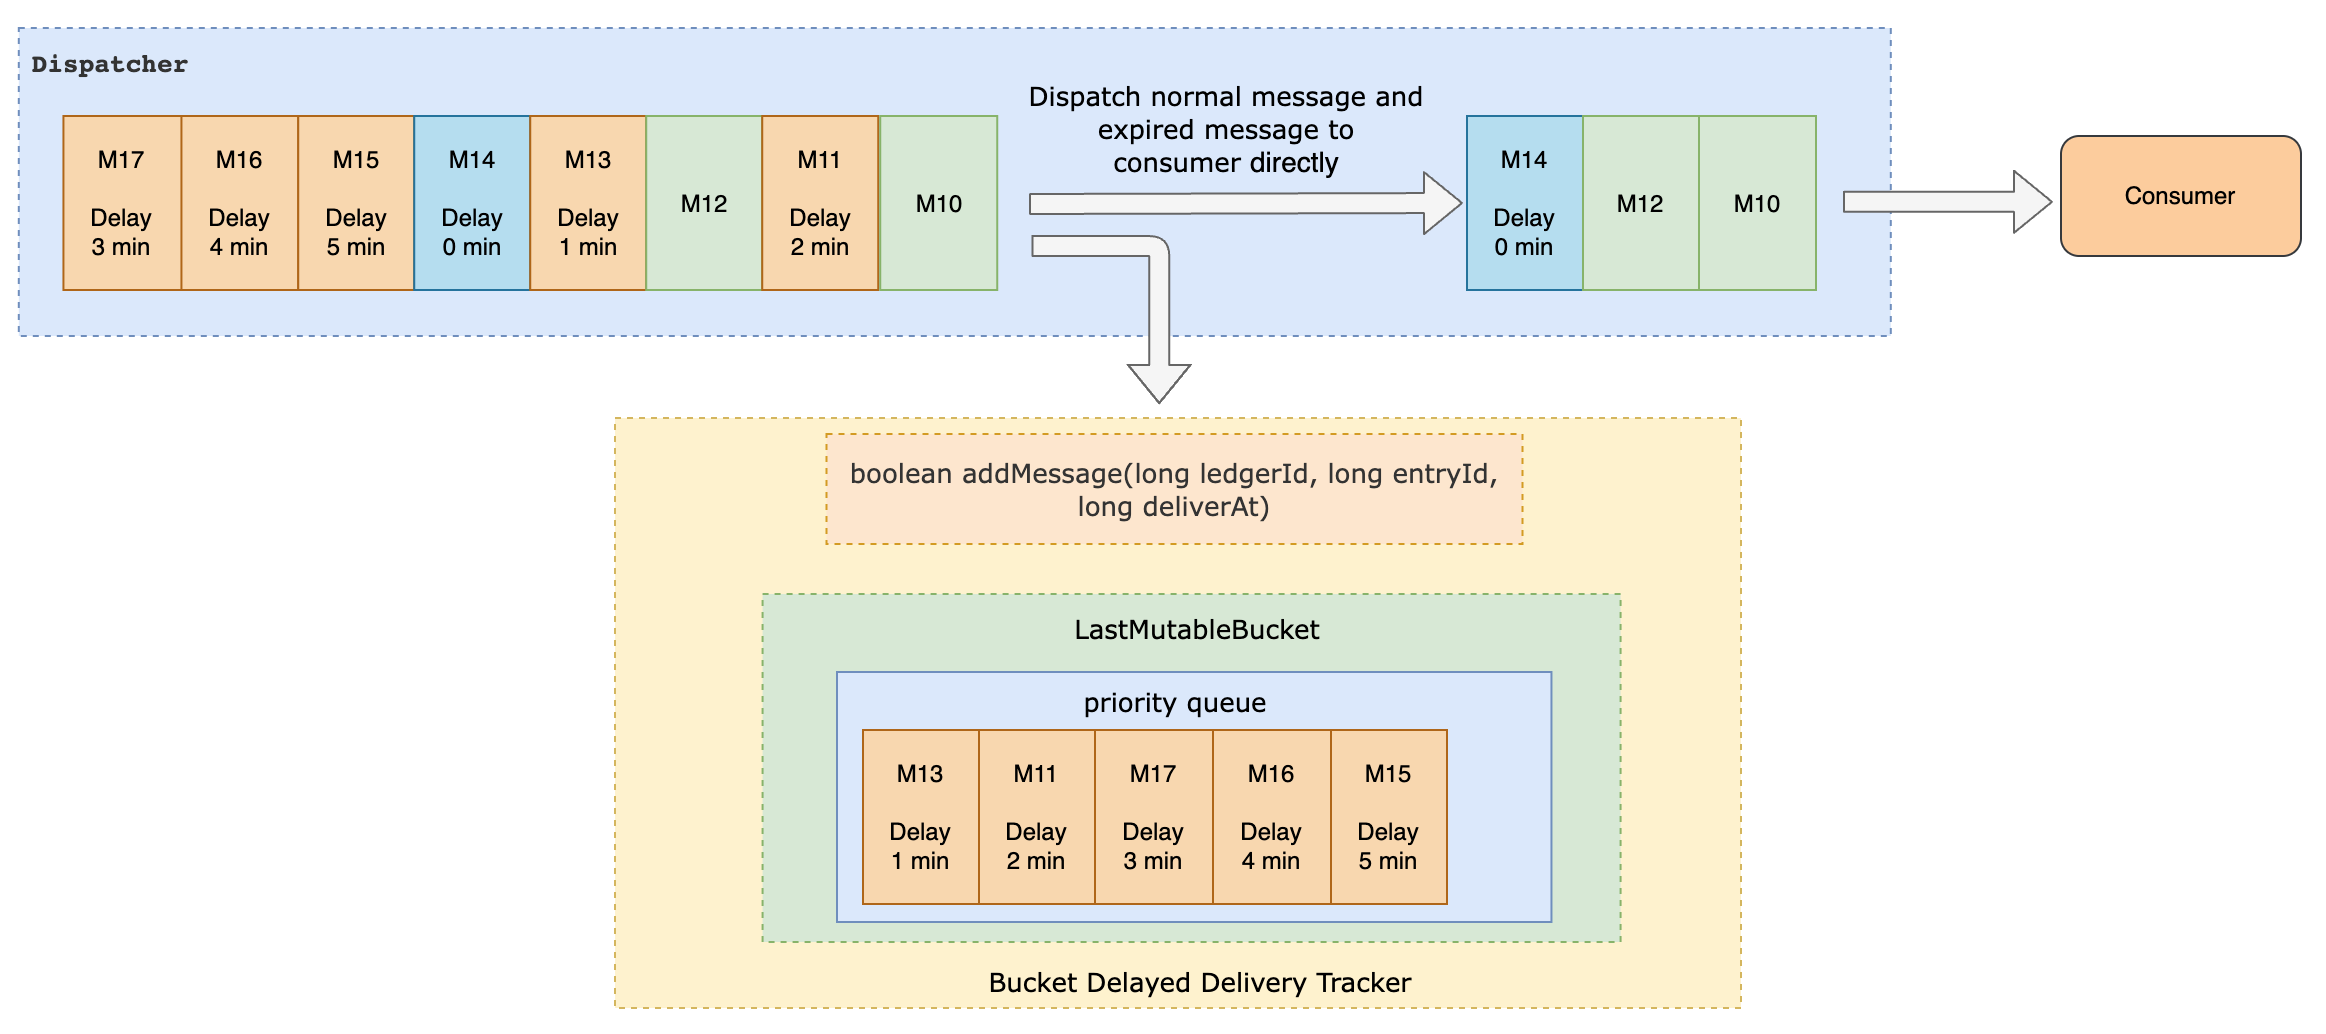 Dispatcher
Dispatch normal message and
expired message to
consumer directly
M17
Delay
3 min
M16
Delay
4 min
M15
Delay
5 min
M14
Delay
0 min
M13
Delay
1 min
M12
M11
Delay
2 min
M10
M14
Delay
0 min
M12
M10
Consumer
boolean addMessage(long ledgerId, long entryId,
long deliverAt)
LastMutableBucket
priority queue
M13
Delay
1 min
M11
Delay
2 min
M17
Delay
3 min
M16
Delay
4 min
M15
Delay
5 min
Bucket Delayed Delivery Tracker